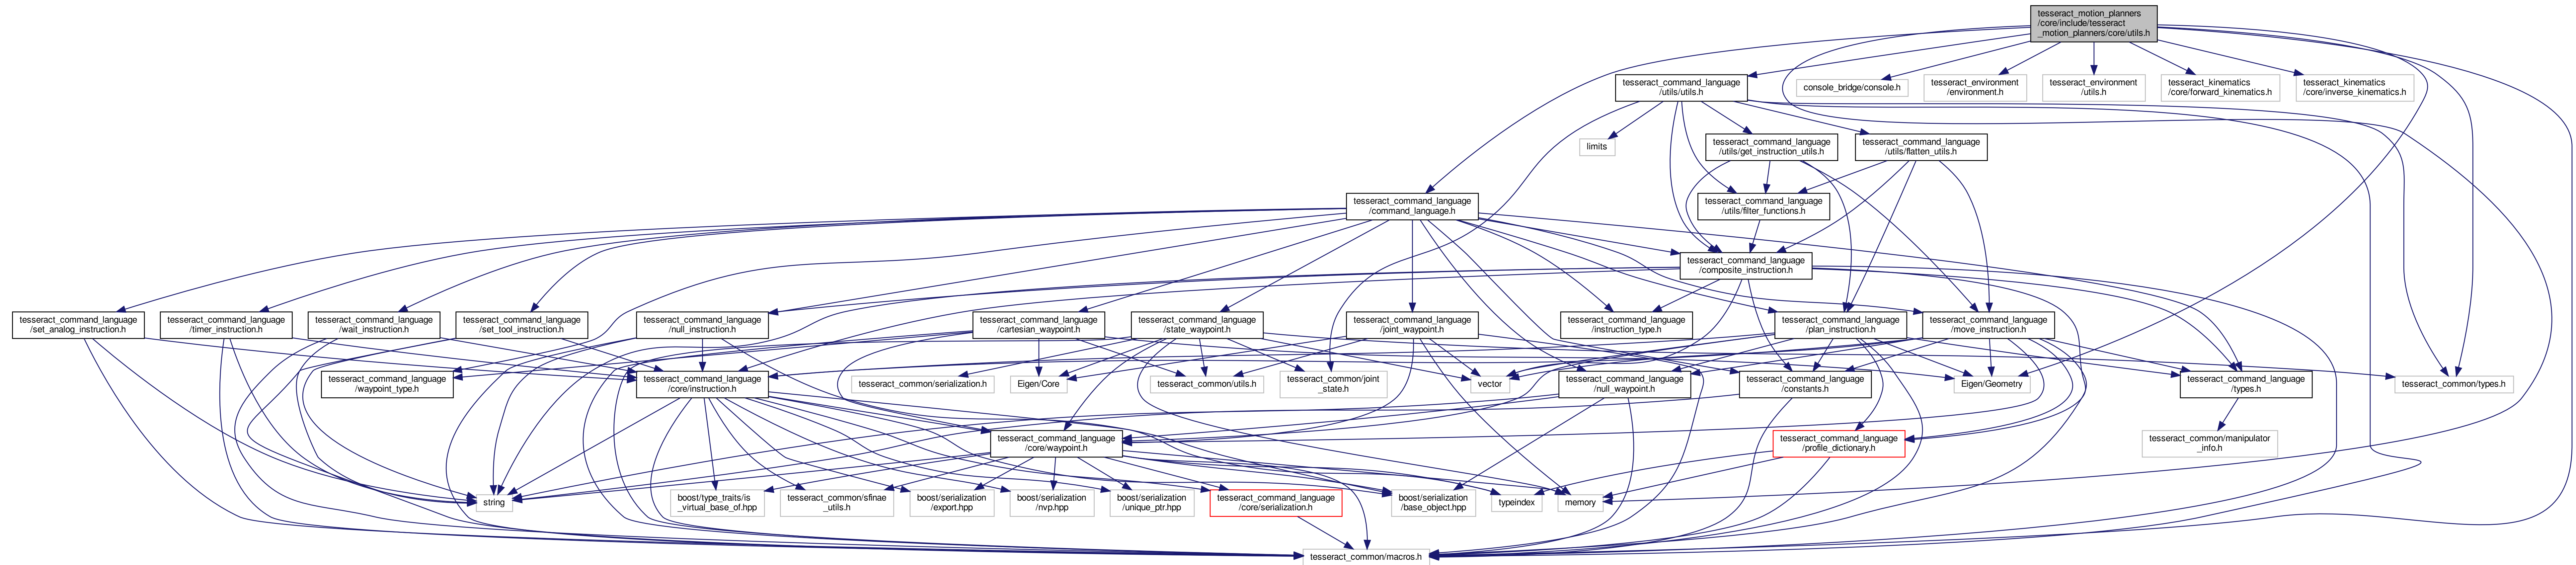 tesseract_motion_planners
/core/include/tesseract
_motion_planners/core/utils.h
tesseract_command_language
/utils/utils.h
console_bridge/console.h
tesseract_environment
/environment.h
tesseract_environment
/utils.h
tesseract_kinematics
/core/forward_kinematics.h
tesseract_kinematics
/core/inverse_kinematics.h
limits
tesseract_command_language
/utils/get_instruction_utils.h
tesseract_command_language
/utils/flatten_utils.h
tesseract_command_language
/command_language.h
tesseract_command_language
/utils/filter_functions.h
tesseract_command_language
/composite_instruction.h
tesseract_command_language
/set_analog_instruction.h
tesseract_command_language
/timer_instruction.h
tesseract_command_language
/wait_instruction.h
tesseract_command_language
/set_tool_instruction.h
tesseract_command_language
/null_instruction.h
tesseract_command_language
/cartesian_waypoint.h
tesseract_command_language
/state_waypoint.h
tesseract_command_language
/joint_waypoint.h
tesseract_command_language
/instruction_type.h
tesseract_command_language
/plan_instruction.h
tesseract_command_language
/move_instruction.h
tesseract_command_language
/waypoint_type.h
tesseract_command_language
/core/instruction.h
tesseract_common/serialization.h
Eigen/Core
tesseract_common/utils.h
tesseract_common/joint
_state.h
vector
tesseract_command_language
/null_waypoint.h
tesseract_command_language
/constants.h
Eigen/Geometry
tesseract_command_language
/types.h
tesseract_common/types.h
tesseract_command_language
/core/waypoint.h
tesseract_command_language
/profile_dictionary.h
tesseract_common/manipulator
_info.h
string
boost/type_traits/is
_virtual_base_of.hpp
tesseract_common/sfinae
_utils.h
boost/serialization
/export.hpp
boost/serialization
/nvp.hpp
boost/serialization
/unique_ptr.hpp
tesseract_command_language
/core/serialization.h
boost/serialization
/base_object.hpp
typeindex
memory
tesseract_common/macros.h